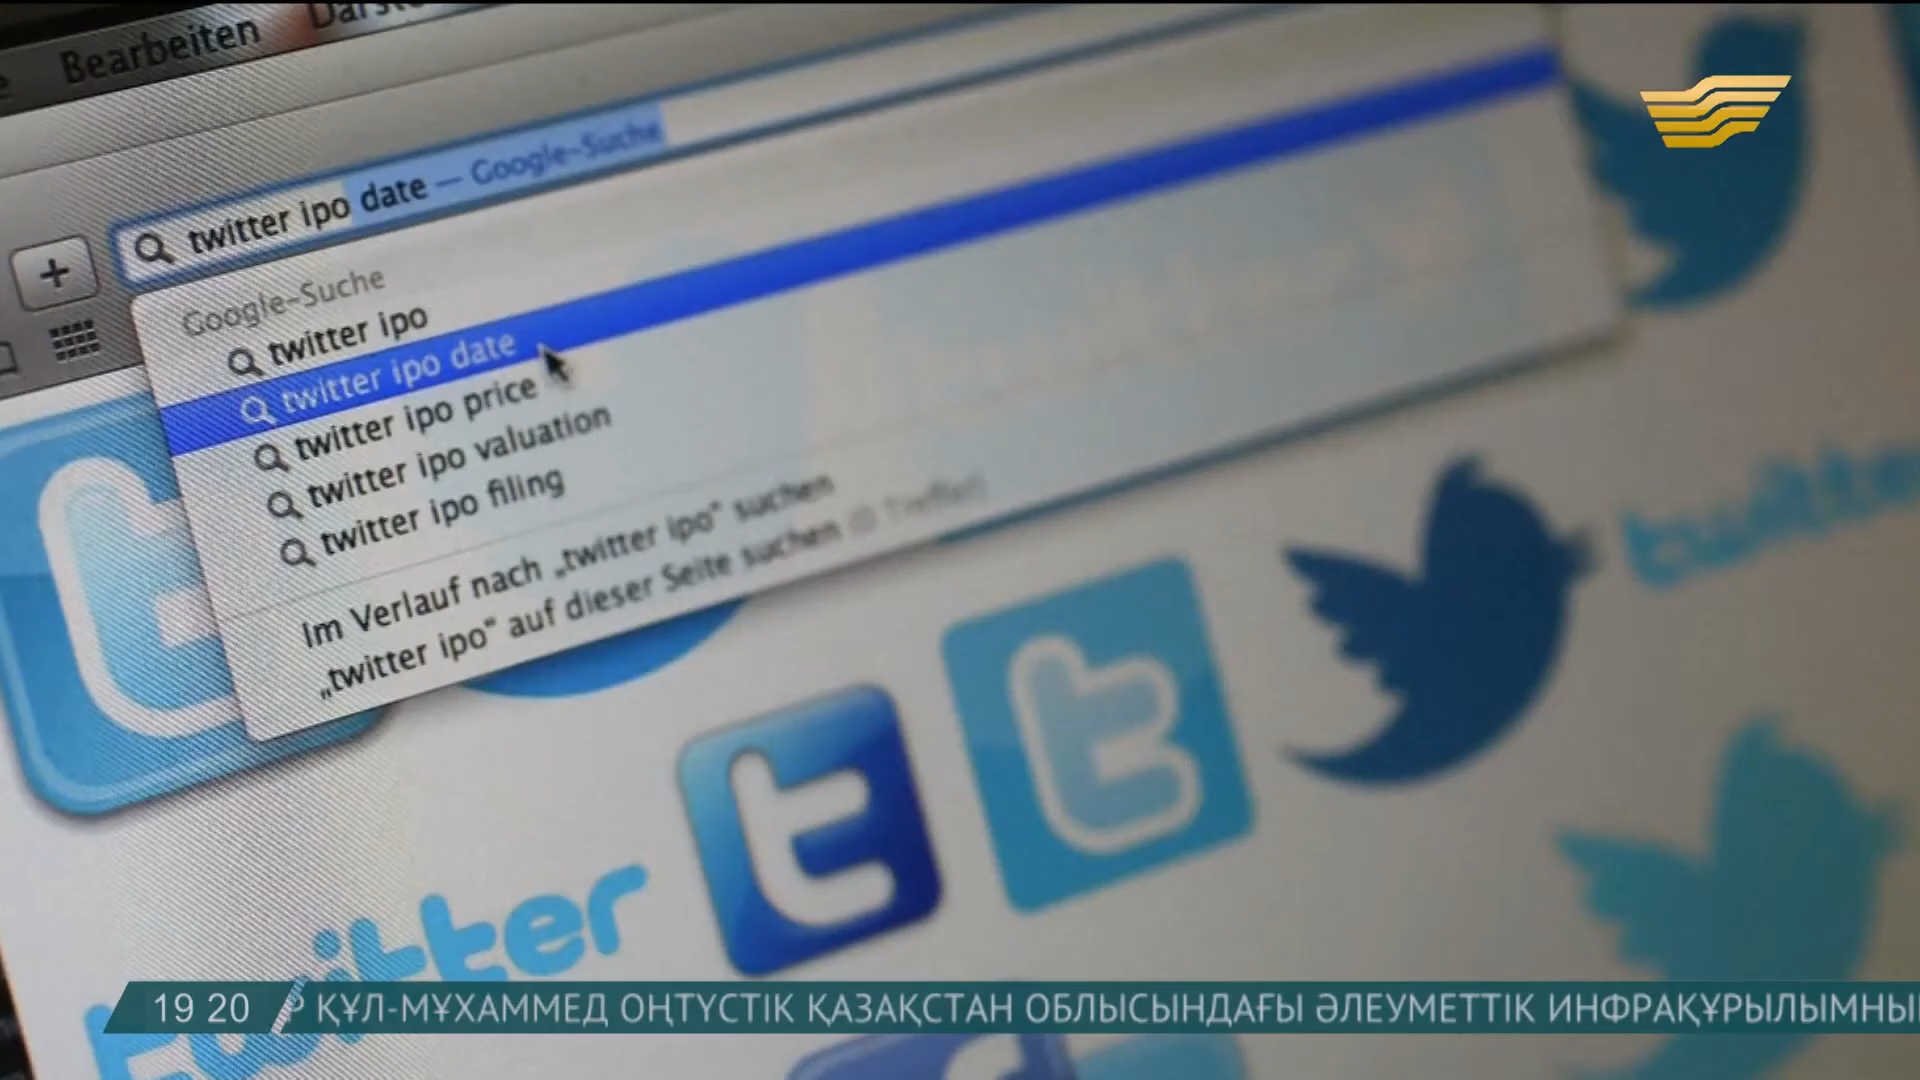 Bearbeiten
twitter ipo date — Google-Suche
Google-Suche
twitter ipo
twitter ipo date
twitter ipo price
twitter ipo valuation
twitter ipo filing
Im Verlauf nach „twitter ipo“ suchen
„twitter ipo“ auf dieser Seite suchen
t
t
t
twitter
twitter
19 20
Р ҚҰЛ-МҰХАММЕД ОҢТҮСТІК ҚАЗАҚСТАН ОБЛЫСЫНДАҒЫ ӘЛЕУМЕТТІК ИНФРАҚҰРЫЛЫМНЫ